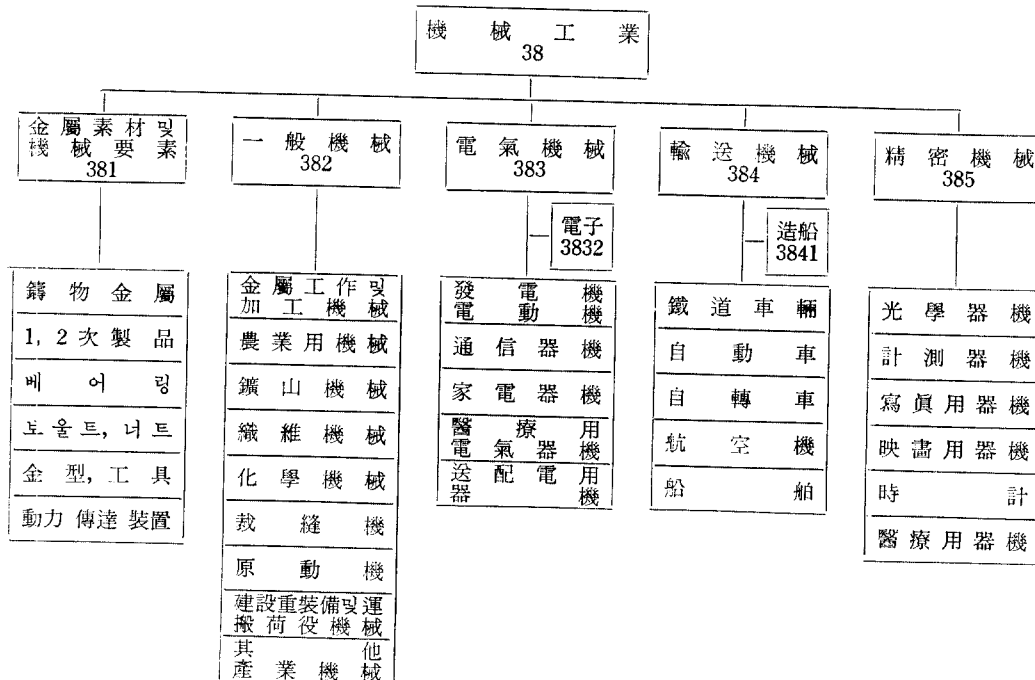 機械工業
38
金屬素材 및
機械要素
381
一般機械
382
電氣機械
383
輸送機械
384
精密機械
385
電子
3832
造船
3841
鑄物金屬
1, 2次製品
베어링
보울트, 너트
金型, 工具
動力傳達裝置
金屬工作 및
加工機械
農業用機械
鑛山機械
纖維機械
化學機械
裁縫機
原動機
建設重裝備및運
搬荷役機械
其他
產業機械
發電機
電動機
通信器機
家電器機
醫療用
電氣器機
送配電用
器機
鐵道車輛
自動車
自轉車
航空機
船舶
光學器機
計測器機
寫眞用器機
映畵用器機
時計
醫療用器機